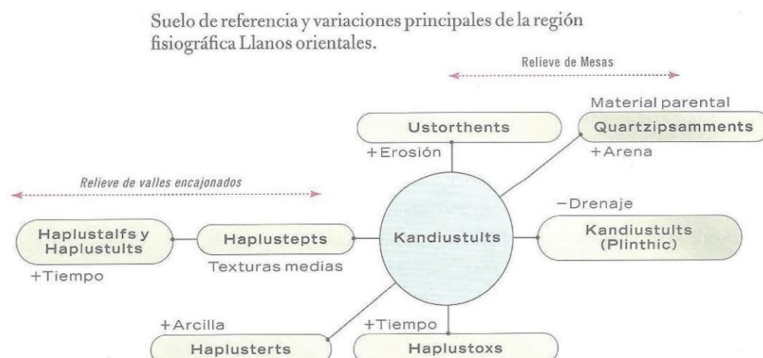 Suelo de referencia y variaciones principales de la región
fisiográfica Llanos orientales.
Relieve de Mesas
Material parental
Ustorthents
Quartzipsamments
+Erosión
+Arena
Relieve de valles encajonados
−Drenaje
Haplustalfs y
Haplustults
Haplustepts
Kandiustults
Kandiustults
(Plinthic)
+Tiempo
Texturas medias
+Arcilla
+Tiempo
Haplusterts
Haplustoxs